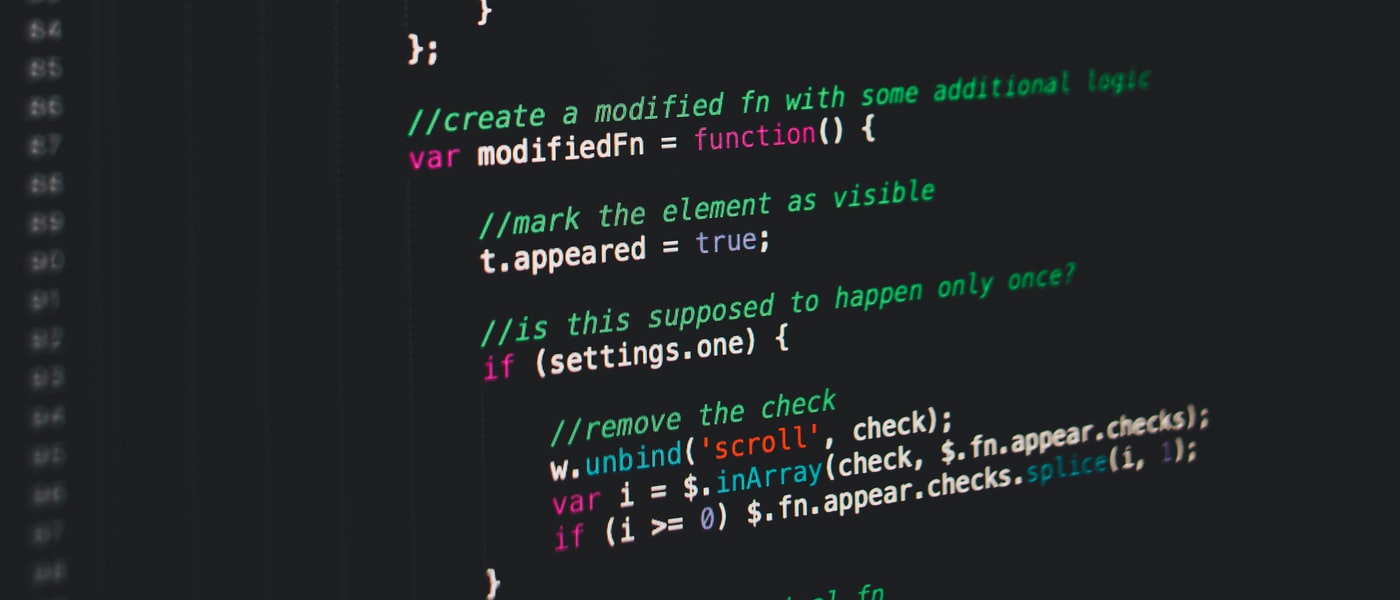 84
85
86
87
88
89
90
91
92
93
94
95
96
97
98
}
};
//create a modified fn with some additional logic
var modifiedFn = function() {
//mark the element as visible
t.appeared = true;
//is this supposed to happen only once?
if (settings.one) {
//remove the check
w.unbind('scroll', check);
var i = $.inArray(check, $.fn.appear.checks);
if (i >= 0) $.fn.appear.checks.splice(i, 1);
}
fn